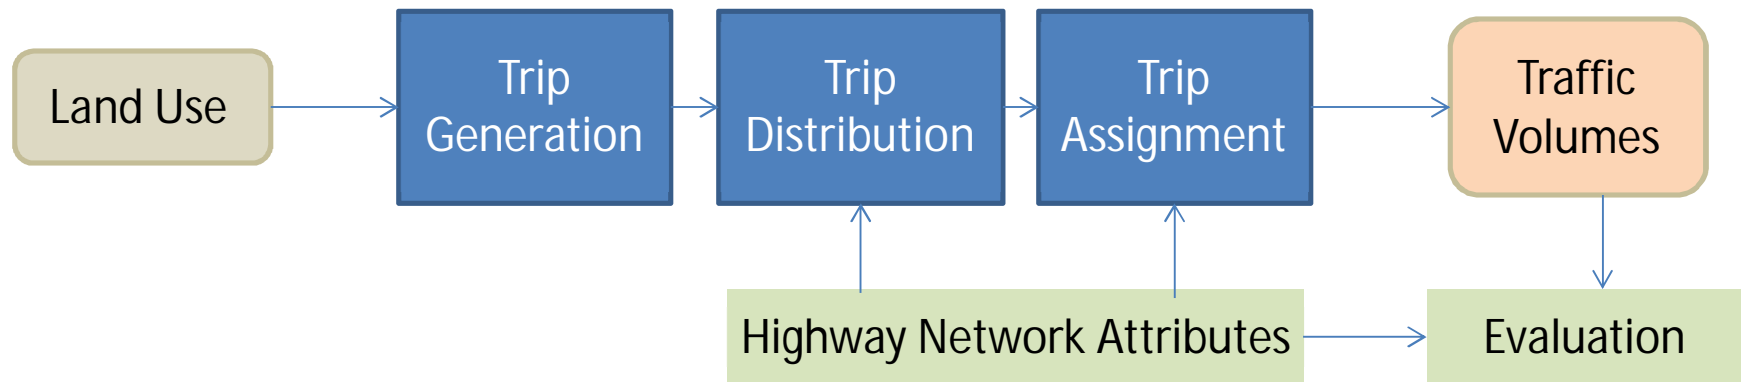 Land Use
Trip
Generation
Trip
Distribution
Trip
Assignment
Traffic
Volumes
Highway Network Attributes
Evaluation